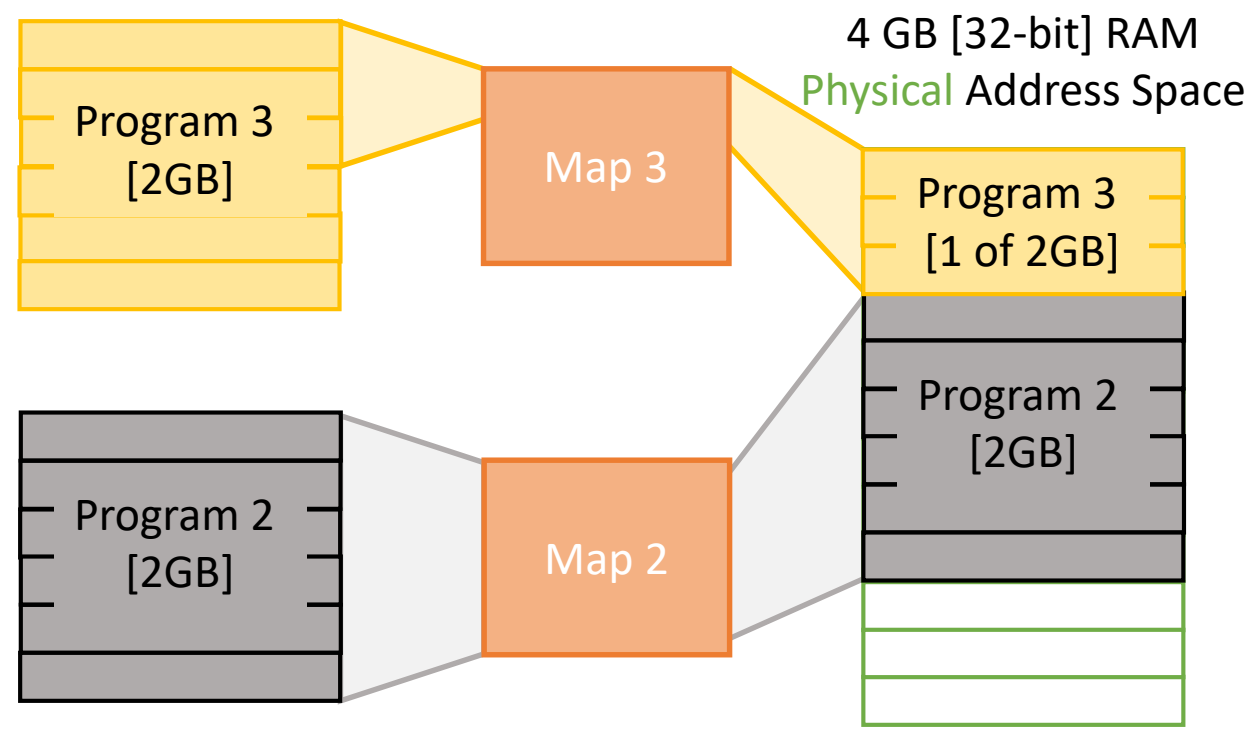 4 GB [32-bit] RAM
Physical Address Space
Program 3
[2GB]
Map 3
Program 3
[1 of 2GB]
Program 2
[2GB]
Map 2
Program 2
[2GB]